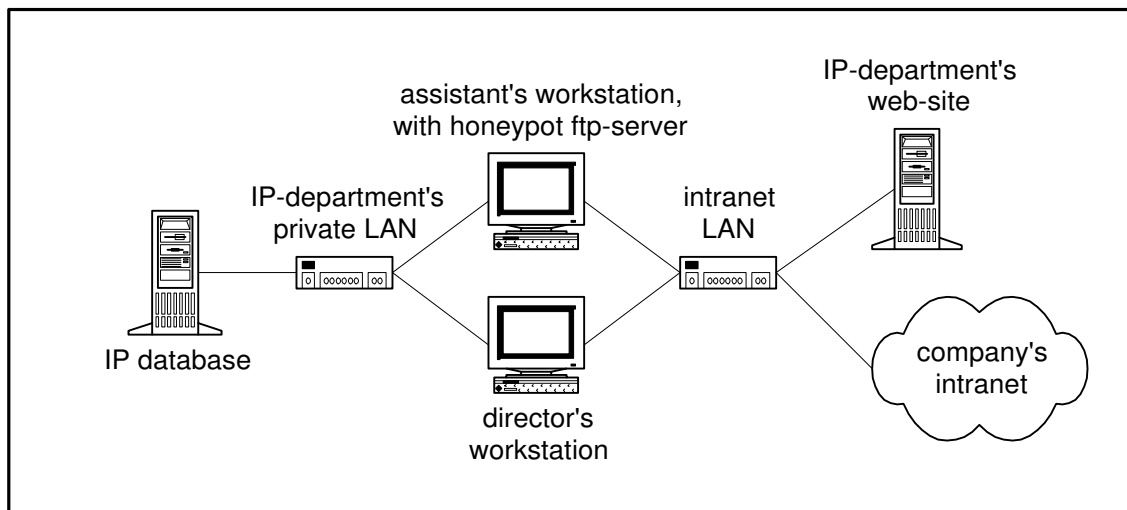 IP-department's
web-site
assistant's workstation,
with honeypot ftp-server
IP-department's
private LAN
intranet
LAN
IP database
director's
workstation
company's
intranet